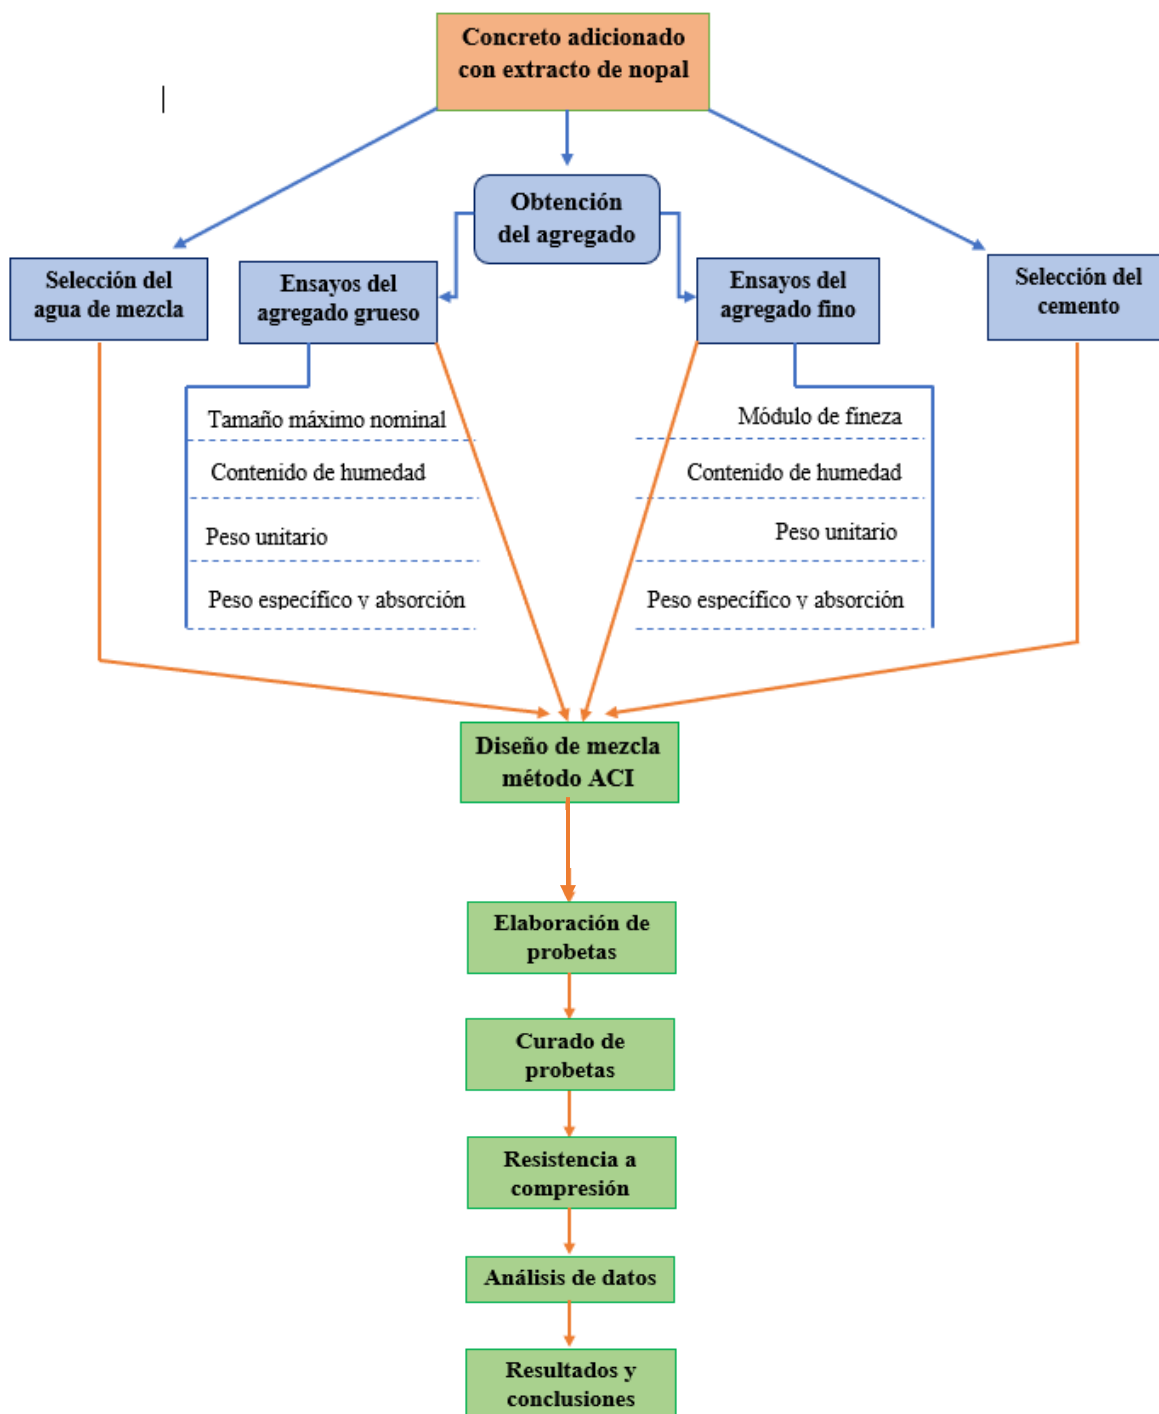 Concreto adicionado
con extracto de nopal
Obtención
del agregado
Selección del
agua de mezcla
Ensayos del
agregado grueso
Ensayos del
agregado fino
Selección del
cemento
Tamaño máximo nominal
Contenido de humedad
Peso unitario
Peso específico y absorción
Módulo de fineza
Contenido de humedad
Peso unitario
Peso específico y absorción
Diseño de mezcla
método ACI
Elaboración de
probetas
Curado de
probetas
Resistencia a
compresión
Análisis de datos
Resultados y
conclusiones